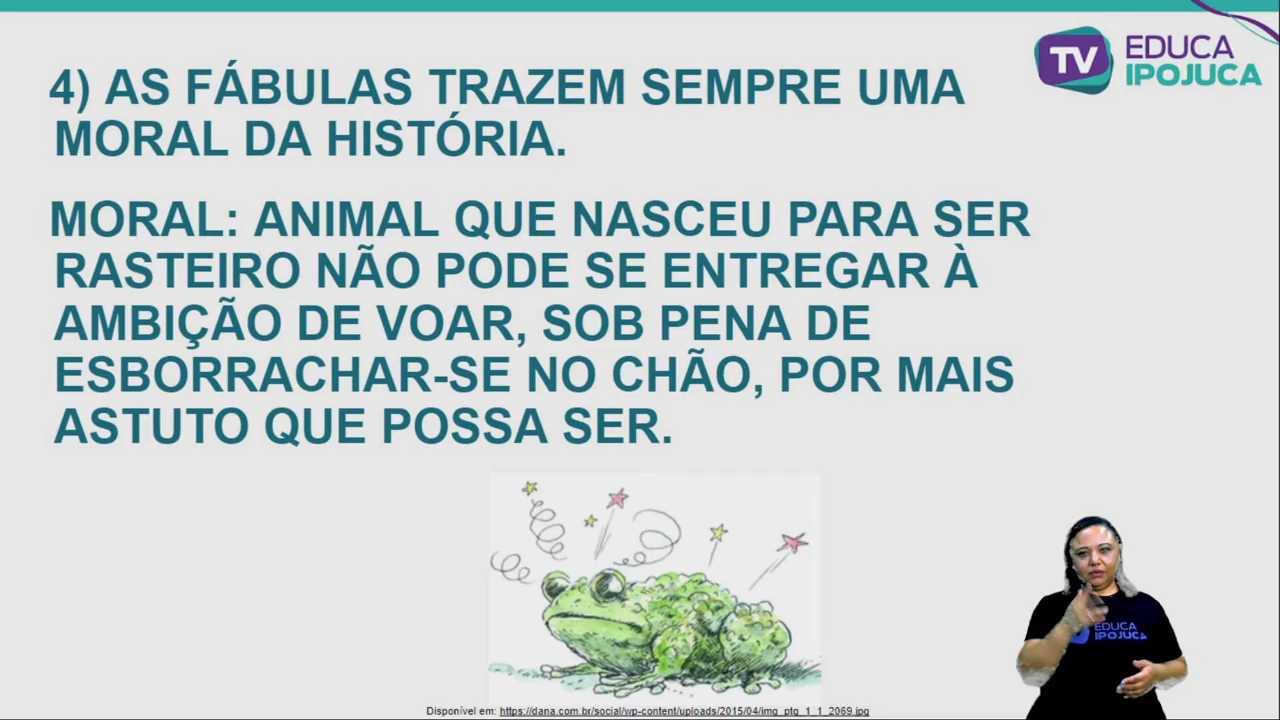 TV EDUCA
IPOJUCA
4) AS FÁBULAS TRAZEM SEMPRE UMA
MORAL DA HISTÓRIA.
MORAL: ANIMAL QUE NASCEU PARA SER
RASTEIRO NÃO PODE SE ENTREGAR À
AMBIÇÃO DE VOAR, SOB PENA DE
ESBORRACHAR-SE NO CHÃO, POR MAIS
ASTUTO QUE POSSA SER.
EDUCA
IPOJUCA
Disponível em: https://dana.com.br/social/wp-content/uploads/2015/04/img_ptg_1_1_2069.jpg